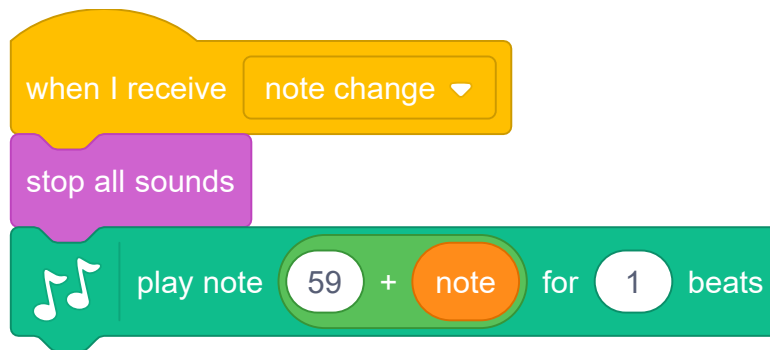 when I receive note change
stop all sounds
play note 59 + note for 1 beats